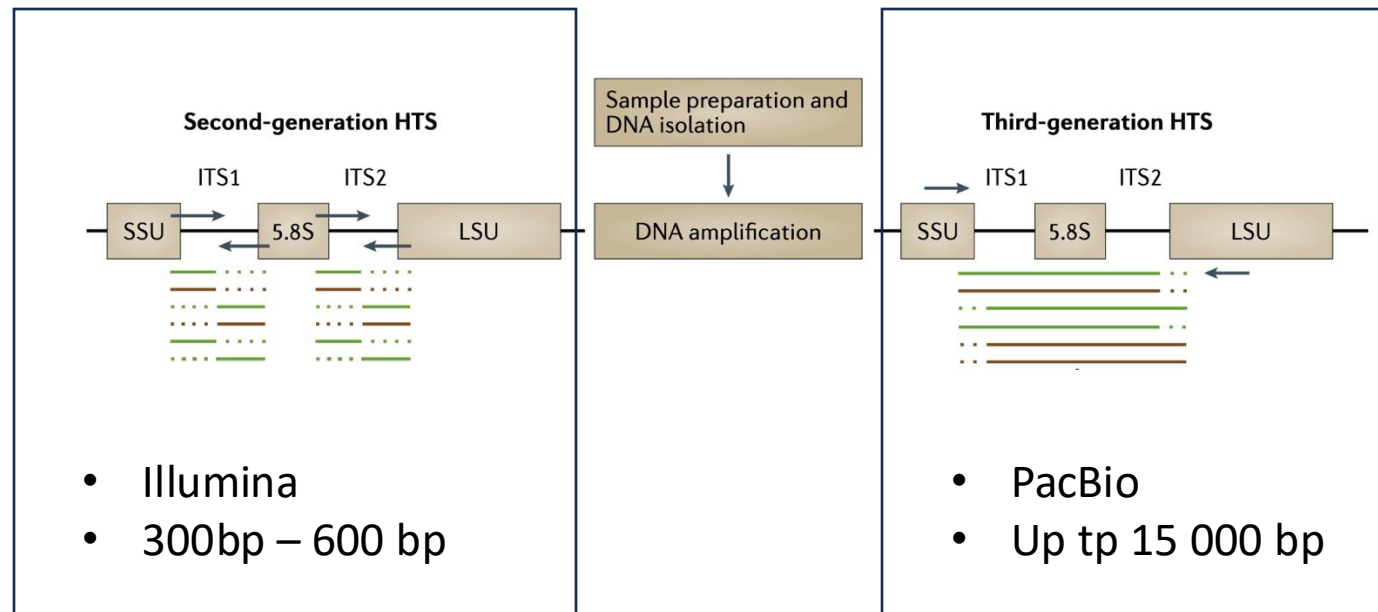 Second-generation HTS
ITS1 ITS2
SSU 5.8S LSU
• Illumina
• 300bp – 600 bp
Sample preparation and
DNA isolation
DNA amplification
Third-generation HTS
ITS1 ITS2
SSU 5.8S LSU
• PacBio
• Up tp 15 000 bp